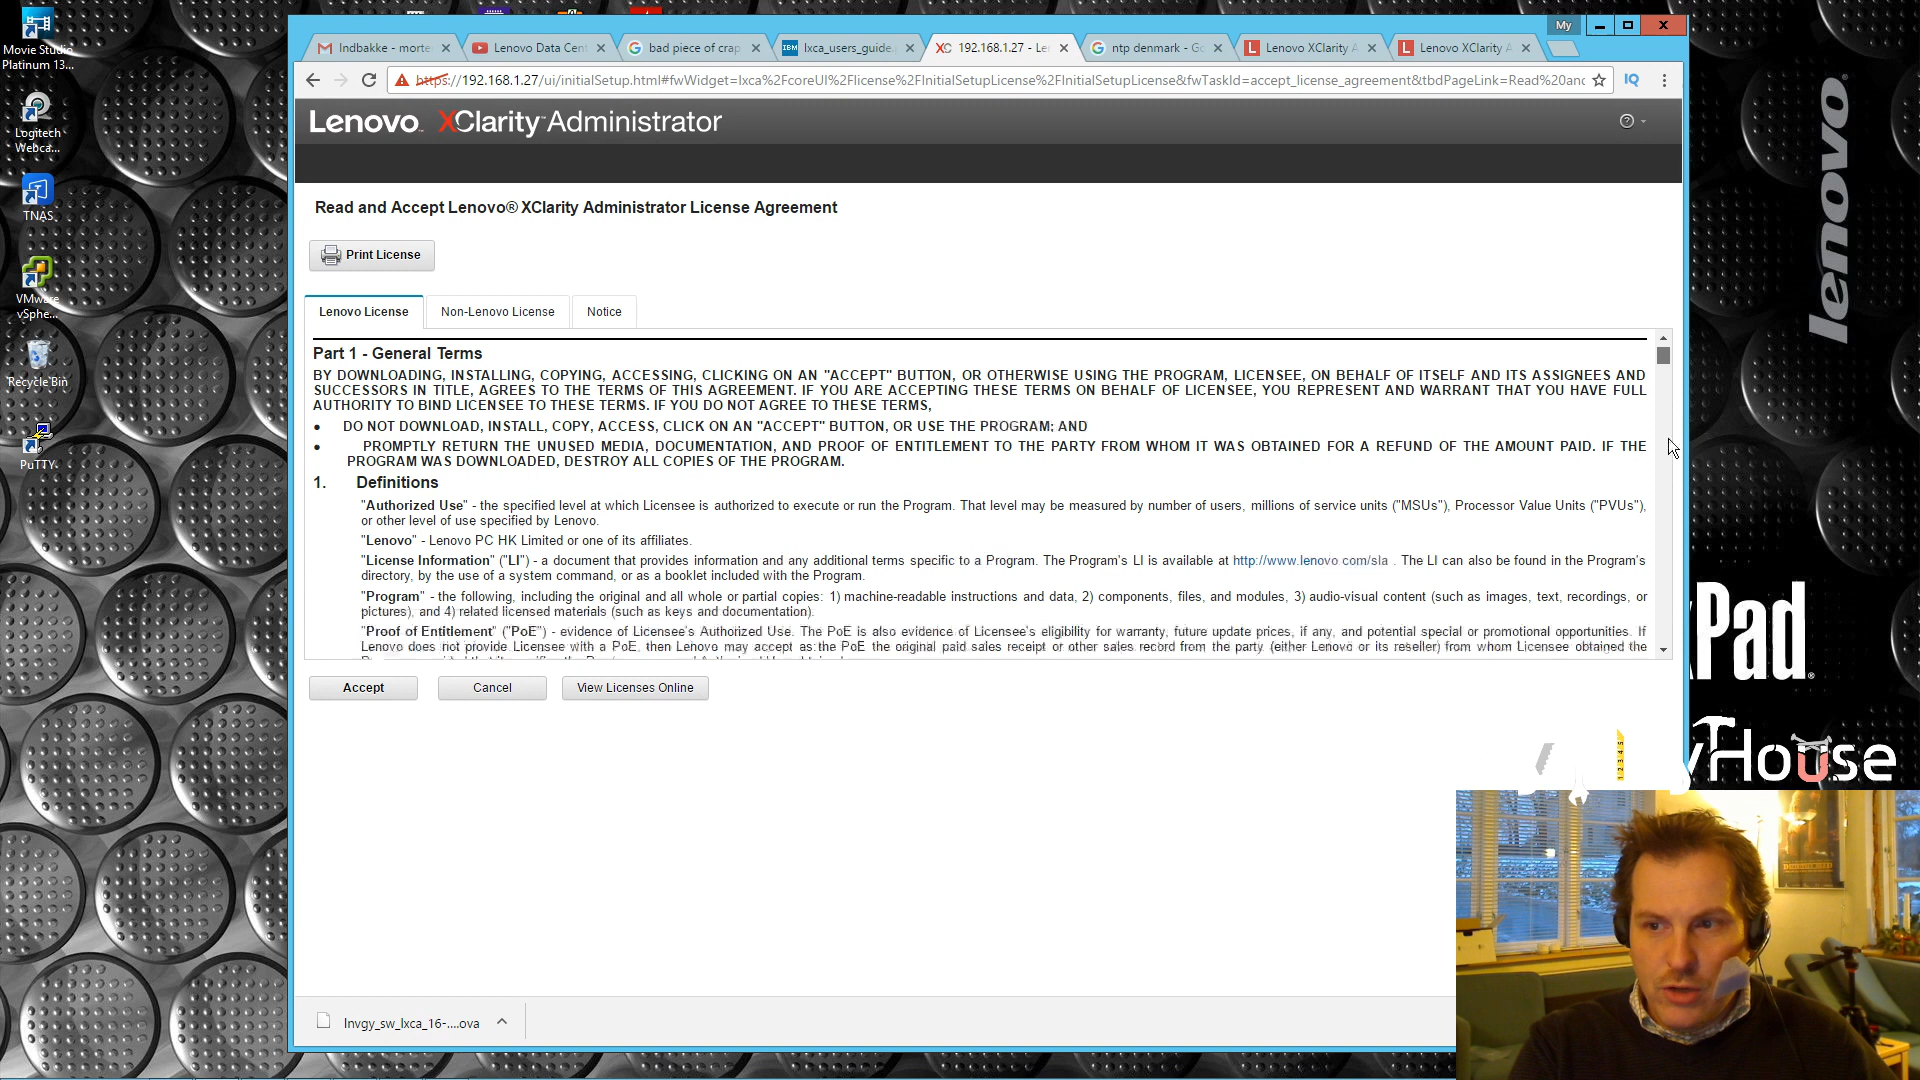 Movie Studio
Platinum 13...
Logitech
Webca...
TNAS
VMware
vSphe...
Recycle Bin
PuTTY
My
Indbakke - morte
Lenovo Data Cen
bad piece of crap
IBM
lxca_users_guide.
XC
192.168.1.27 - Le
ntp denmark - Go
L
Lenovo XClarity A
L
Lenovo XClarity A
https://192.168.1.27/ui/initialSetup.html#fwWidget=lxca%2FcoreUI%2Flicense%2FInitialSetupLicense%2FInitialSetupLicense&fwTaskId=accept_license_agreement&tbdPageLink=Read%20anc
IQ
Lenovo XClarity Administrator
Read and Accept Lenovo® XClarity Administrator License Agreement
Print License
Lenovo License
Non-Lenovo License
Notice
Part 1 - General Terms
BY DOWNLOADING, INSTALLING, COPYING, ACCESSING, CLICKING ON AN "ACCEPT" BUTTON, OR OTHERWISE USING THE PROGRAM, LICENSEE, ON BEHALF OF ITSELF AND ITS ASSIGNEES AND
SUCCESSORS IN TITLE, AGREES TO THE TERMS OF THIS AGREEMENT. IF YOU ARE ACCEPTING THESE TERMS ON BEHALF OF LICENSEE, YOU REPRESENT AND WARRANT THAT YOU HAVE FULL
AUTHORITY TO BIND LICENSEE TO THESE TERMS. IF YOU DO NOT AGREE TO THESE TERMS,
• DO NOT DOWNLOAD, INSTALL, COPY, ACCESS, CLICK ON AN "ACCEPT" BUTTON, OR USE THE PROGRAM; AND
• PROMPTLY RETURN THE UNUSED MEDIA, DOCUMENTATION, AND PROOF OF ENTITLEMENT TO THE PARTY FROM WHOM IT WAS OBTAINED FOR A REFUND OF THE AMOUNT PAID. IF THE
PROGRAM WAS DOWNLOADED, DESTROY ALL COPIES OF THE PROGRAM.
1. Definitions
"Authorized Use" - the specified level at which Licensee is authorized to execute or run the Program. That level may be measured by number of users, millions of service units ("MSUs"), Processor Value Units ("PVUs"),
or other level of use specified by Lenovo.
"Lenovo" - Lenovo PC HK Limited or one of its affiliates.
"License Information" ("LI") - a document that provides information and any additional terms specific to a Program. The Program's LI is available at http://www.lenovo.com/sla . The LI can also be found in the Program's
directory, by the use of a system command, or as a booklet included with the Program.
"Program" - the following, including the original and all whole or partial copies: 1) machine-readable instructions and data, 2) components, files, and modules, 3) audio-visual content (such as images, text, recordings, or
pictures), and 4) related licensed materials (such as keys and documentation).
"Proof of Entitlement" ("PoE") - evidence of Licensee's Authorized Use. The PoE is also evidence of Licensee's eligibility for warranty, future update prices, if any, and potential special or promotional opportunities. If
Lenovo does not provide Licensee with a PoE, then Lenovo may accept as the PoE the original paid sales receipt or other sales record from the party (either Lenovo or its reseller) from whom Licensee obtained the
Accept
Cancel
View Licenses Online
lnvgy_sw_lxca_16-....ova
lenovo
kPad
yHouse
1 2 3 4 5